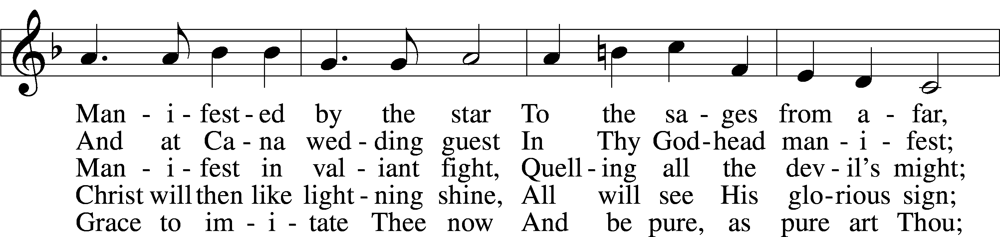 Man - i - fest - ed by the star To the sa - ges from a - far,
And at Ca - na wed - ding guest In Thy God - head man - i - fest;
Man - i - fest in val - iant fight, Quell - ing all the dev - il's might;
Christ will then like light - ning shine, All will see His glo - rious sign;
Grace to im - i - tate Thee now And be pure, as pure art Thou;